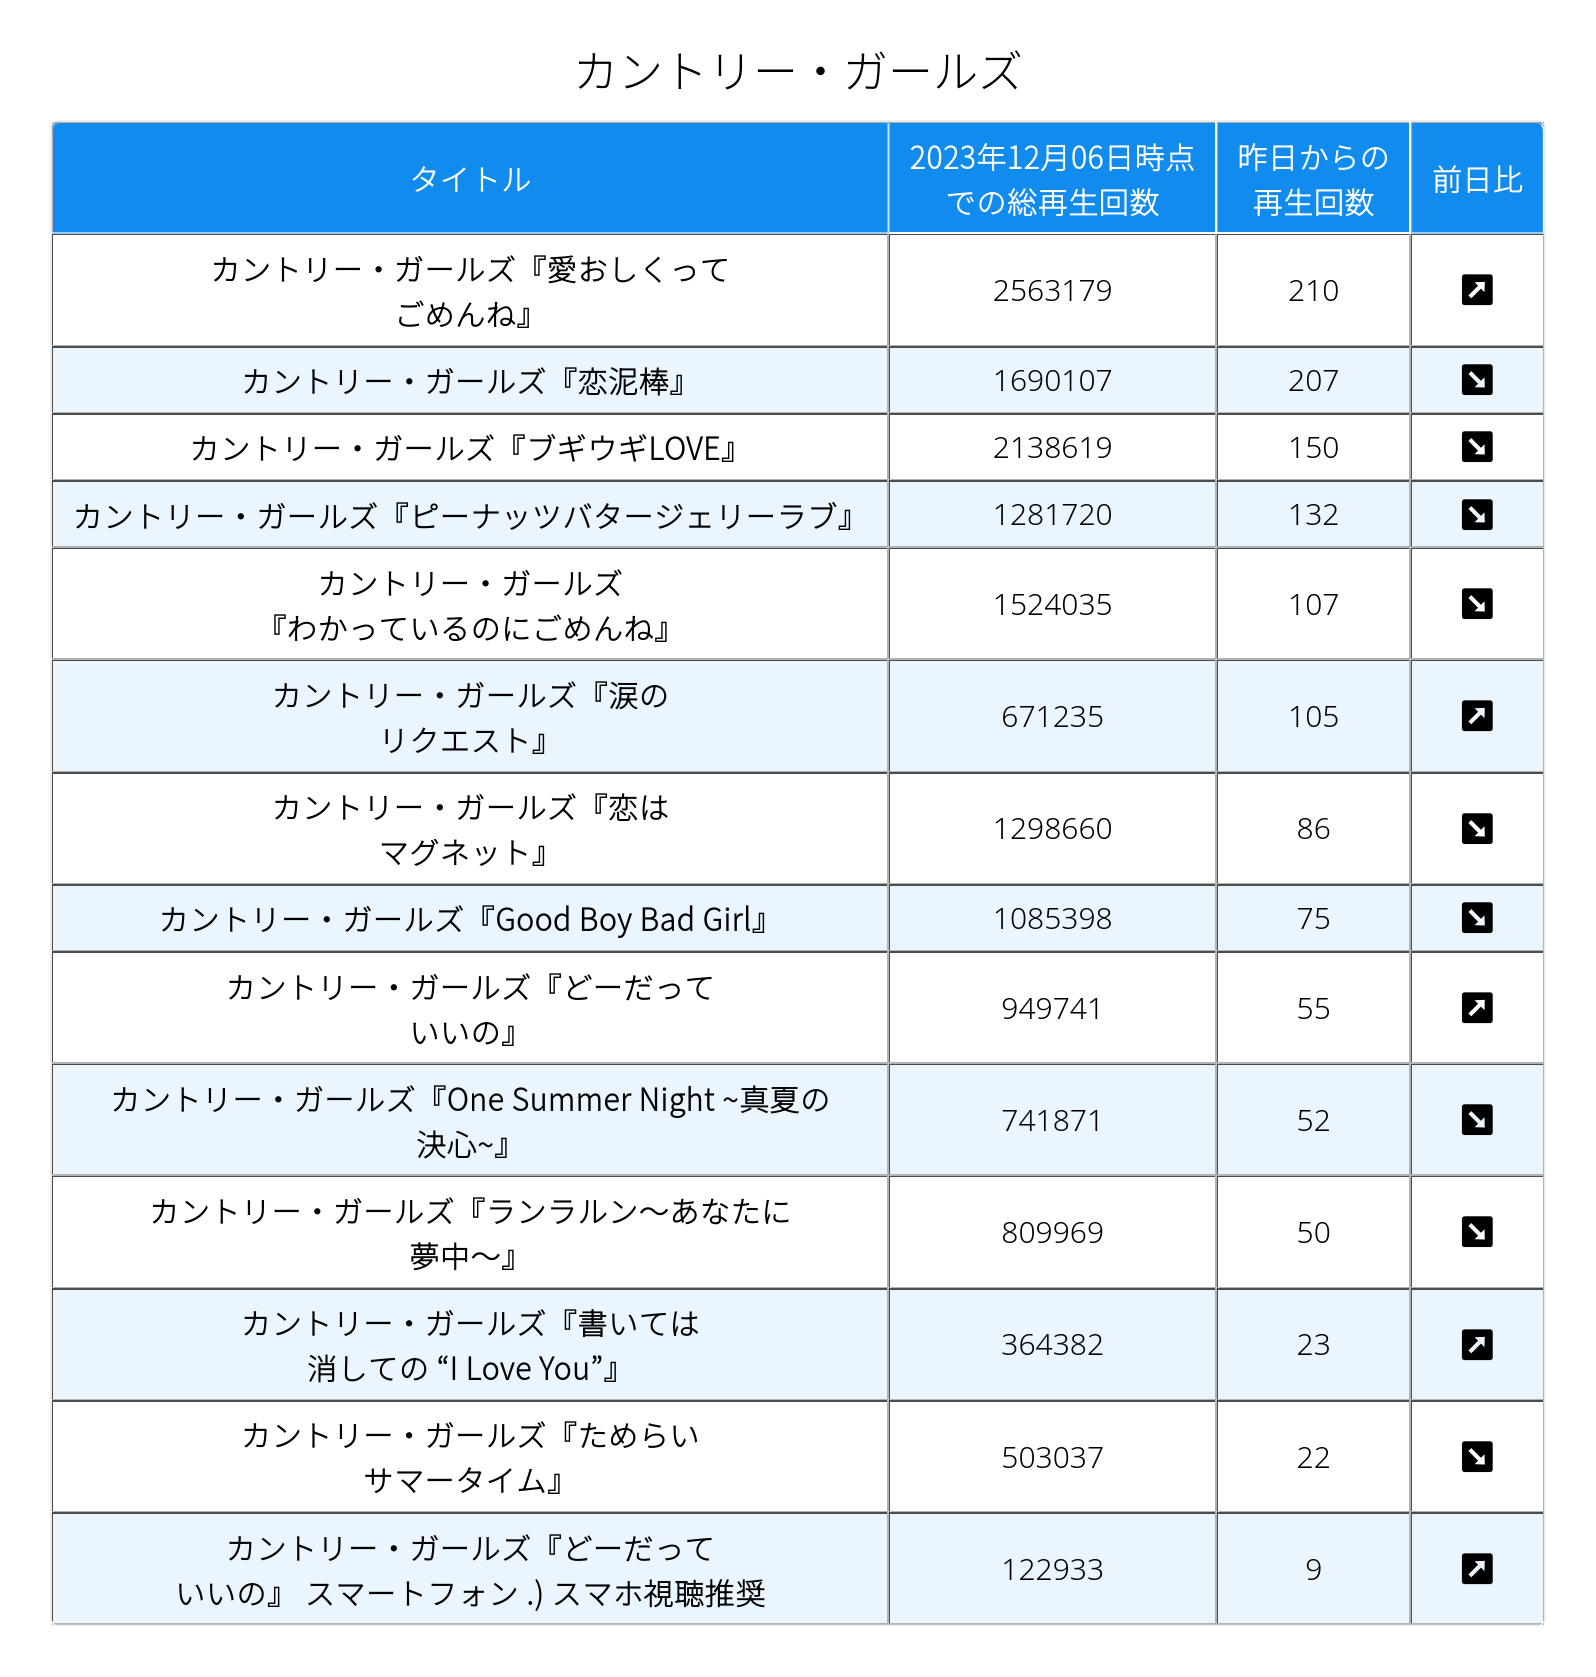 カントリー・ガールズ
タイトル
2023年12月06日時点
での総再生回数
昨日からの
再生回数
前日比
カントリー・ガールズ『愛おしくって
ごめんね』
2563179
210
カントリー・ガールズ『恋泥棒』
1690107
207
カントリー・ガールズ『ブギウギLOVE』
2138619
150
カントリー・ガールズ『ピーナッツバタージェリーラブ』
1281720
132
カントリー・ガールズ
『わかっているのにごめんね』
1524035
107
カントリー・ガールズ『涙の
リクエスト』
671235
105
カントリー・ガールズ『恋は
マグネット』
1298660
86
カントリー・ガールズ『Good Boy Bad Girl』
1085398
75
カントリー・ガールズ『どーだって
いいの』
949741
55
カントリー・ガールズ『One Summer Night ~真夏の
決心~』
741871
52
カントリー・ガールズ『ランラルン〜あなたに
夢中〜』
809969
50
カントリー・ガールズ『書いては
消しての “I Love You”』
364382
23
カントリー・ガールズ『ためらい
サマータイム』
503037
22
カントリー・ガールズ『どーだって
いいの』 スマートフォン .) スマホ視聴推奨
122933
9